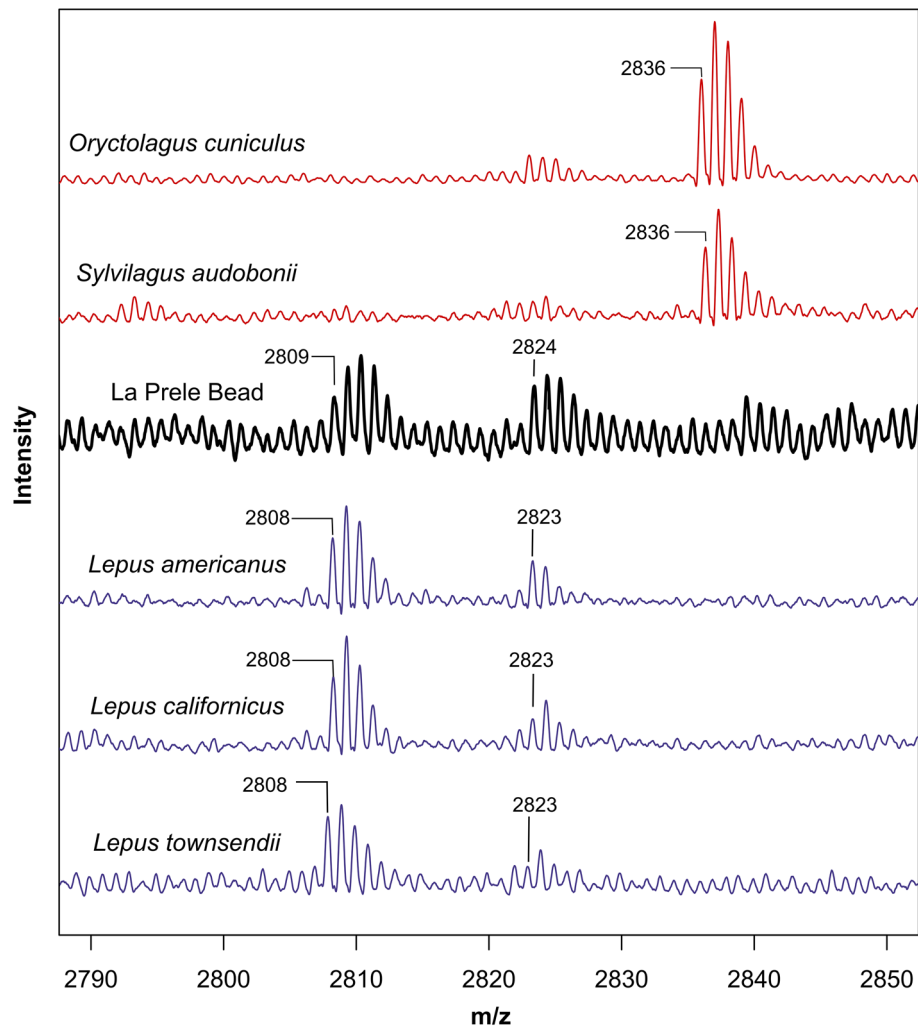 2836
Oryctolagus cuniculus
2836
Sylvilagus audobonii
2809
2824
La Prele Bead
Intensity
2808
2823
Lepus americanus
2808
2823
Lepus californicus
2808
2823
Lepus townsendii
2790 2800 2810 2820 2830 2840 2850
m/z